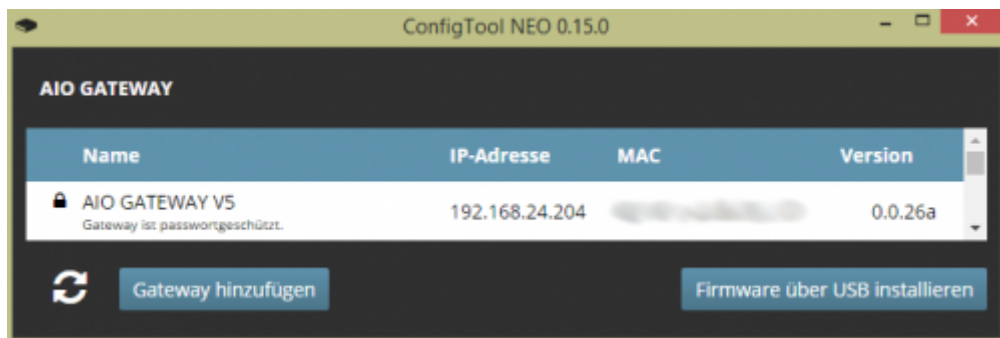 ConfigTool NEO 0.15.0
AIO GATEWAY
Name IP-Adresse MAC Version
AIO GATEWAY V5
Gateway ist passwortgeschützt.
192.168.24.204 0.0.26a
Gateway hinzufügen Firmware über USB installieren